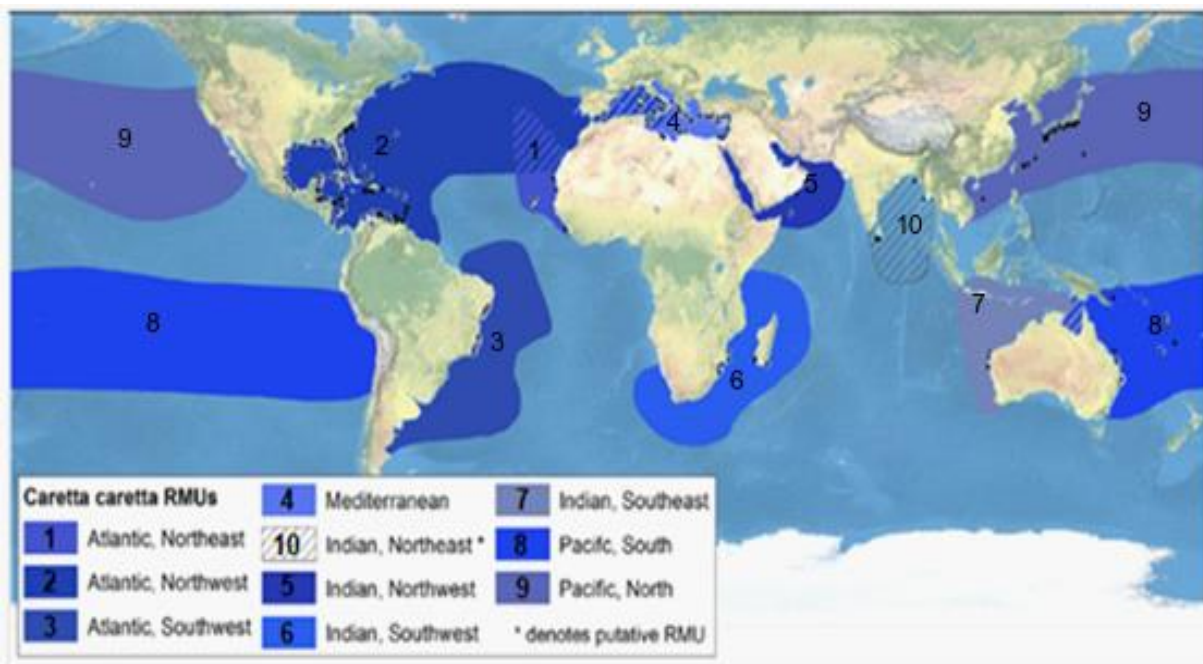 9
2
1
4
5
10
9
8
3
6
7
8
Caretta caretta RMUs
1 Atlantic, Northeast
2 Atlantic, Northwest
3 Atlantic, Southwest
4 Mediterranean
10 Indian, Northeast *
5 Indian, Northwest
6 Indian, Southwest
7 Indian, Southeast
8 Pacifc, South
9 Pacific, North
* denotes putative RMU